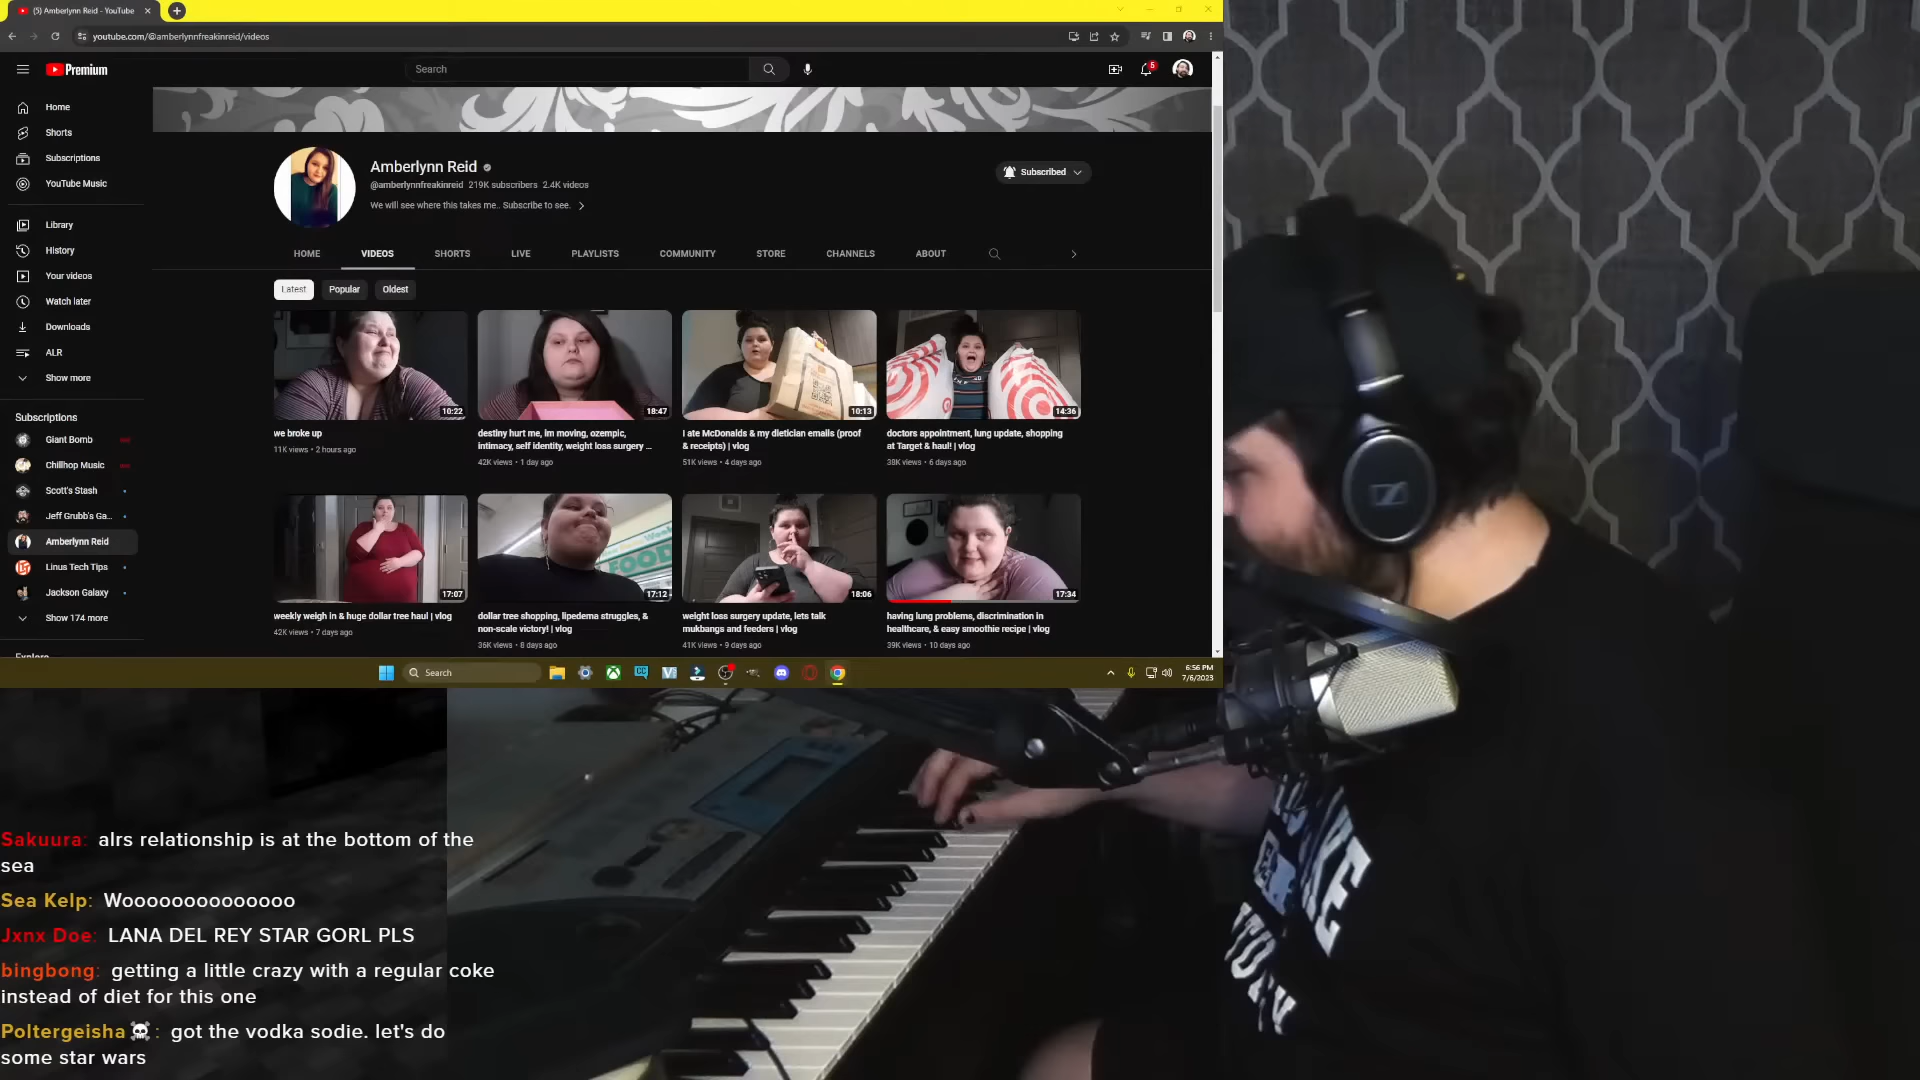 (5) Amberlynn Reid - YouTube
youtube.com/@amberlynnfreakinreid/videos
Premium
Search
5
Home
Shorts
Subscriptions
YouTube Music
Library
History
Your videos
Watch later
Downloads
ALR
Show more
Subscriptions
Giant Bomb
Chillhop Music
Scott's Stash
Jeff Grubb's Ga...
Amberlynn Reid
Linus Tech Tips
Jackson Galaxy
Show 174 more
Explore
Amberlynn Reid
@amberlynnfreakinreid 219K subscribers 2.4K videos
We will see where this takes me.. Subscribe to see.
Subscribed
HOME VIDEOS SHORTS LIVE PLAYLISTS COMMUNITY STORE CHANNELS ABOUT
Latest Popular Oldest
10:22
we broke up
11K views • 2 hours ago
18:47
destiny hurt me, im moving, ozempic,
intimacy, self identity, weight loss surgery ...
42K views • 1 day ago
10:13
I ate McDonalds & my dietician emails (proof
& receipts) | vlog
51K views • 4 days ago
14:36
doctors appointment, lung update, shopping
at Target & haul! | vlog
38K views • 6 days ago
17:07
weekly weigh in & huge dollar tree haul | vlog
42K views • 7 days ago
FOOD
17:12
dollar tree shopping, lipedema struggles, &
non-scale victory! | vlog
36K views • 8 days ago
18:06
weight loss surgery update, lets talk
mukbangs and feeders | vlog
41K views • 9 days ago
17:34
having lung problems, discrimination in
healthcare, & easy smoothie recipe | vlog
39K views • 10 days ago
Search
6:56 PM
7/6/2023
Sakuura: alrs relationship is at the bottom of the
sea
Sea Kelp: Woooooooooooooo
Jxnx Doe: LANA DEL REY STAR GORL PLS
bingbong: getting a little crazy with a regular coke
instead of diet for this one
Poltergeisha☠: got the vodka sodie. let's do
some star wars